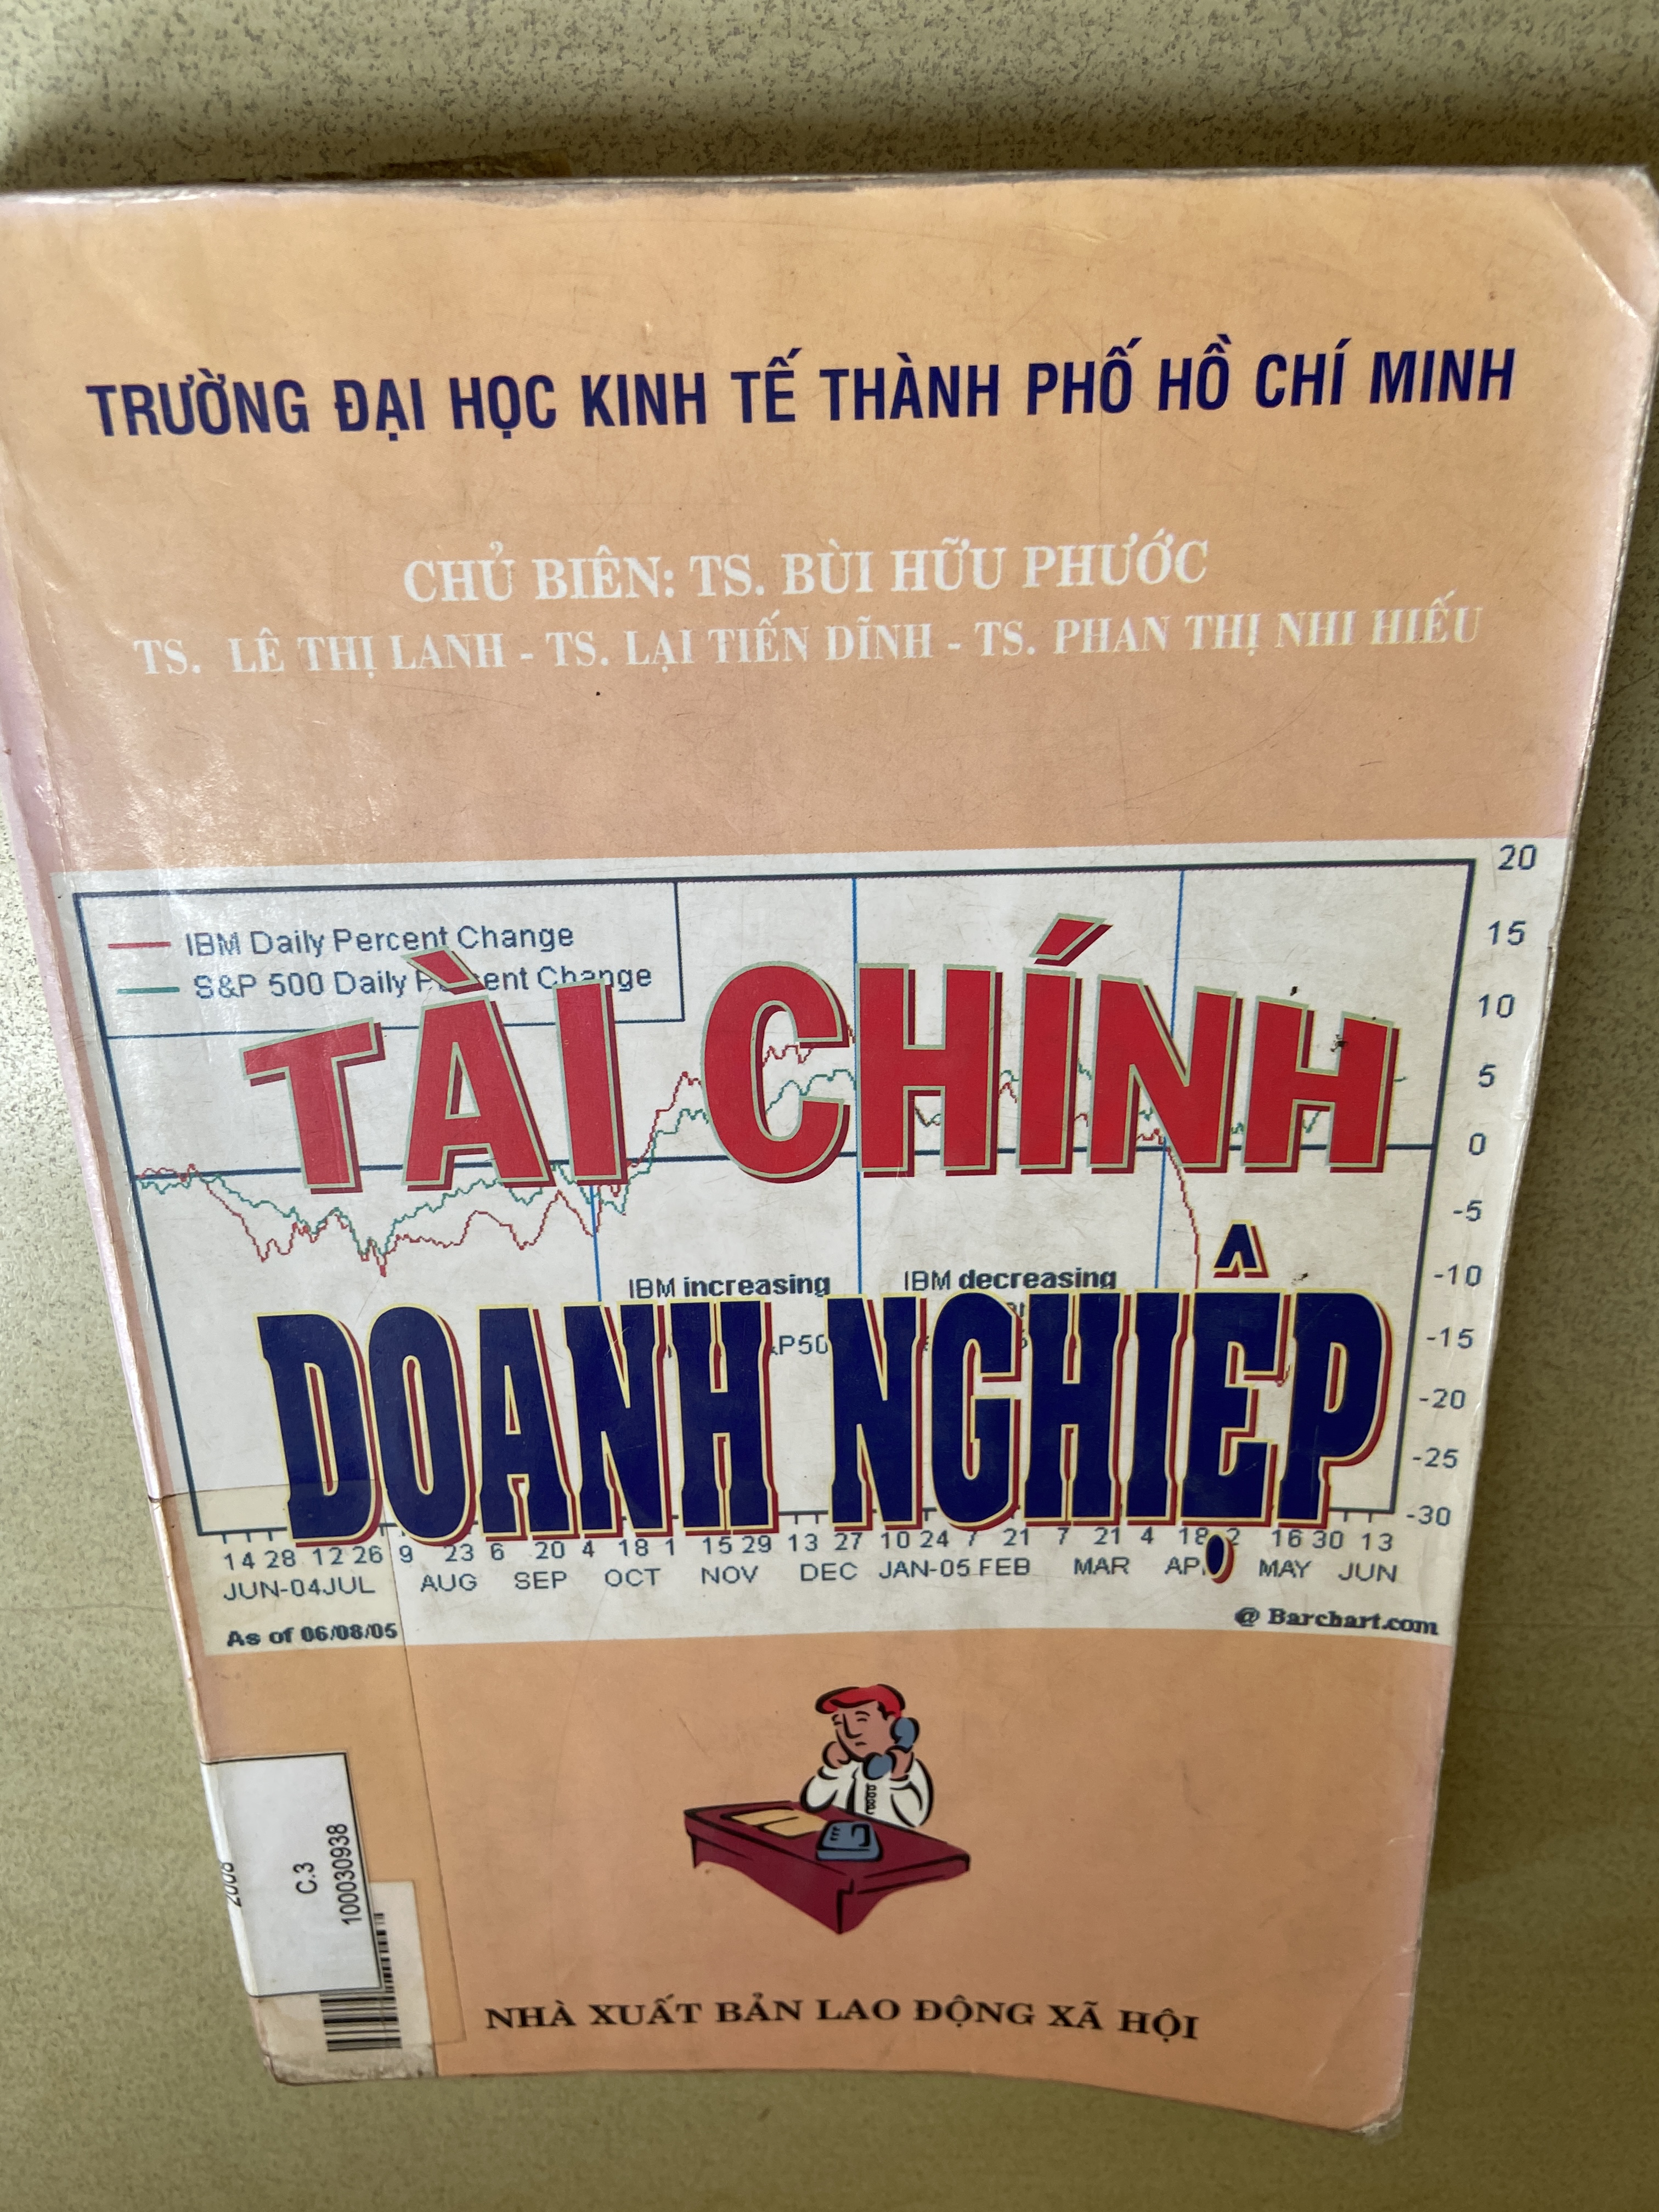 TRƯỜNG ĐẠI HỌC KINH TẾ THÀNH PHỐ HỒ CHÍ MINH
CHỦ BIÊN: TS. BÙI HỮU PHƯỚC
TS. LÊ THỊ LANH - TS. LẠI TIẾN DĨNH - TS. PHAN THỊ NHI HIẾU
IBM Daily Percent Change
S&P 500 Daily Change
TÀI CHÍNH
DOANH NGHIỆP
IBM increasing
IBM decreasing
20
15
10
5
0
-5
-10
-15
-20
-25
-30
14 28 12 26 9 23 6 20 4 18 1 15 29 13 27 10 24 7 21 7 21 4 18 2 16 30 13
JUN-04 JUL AUG SEP OCT NOV DEC JAN-05 FEB MAR MAY JUN
As of 06/08/05
@ Barchart.com
2008
C.3
100030938
NHÀ XUẤT BẢN LAO ĐỘNG XÃ HỘI